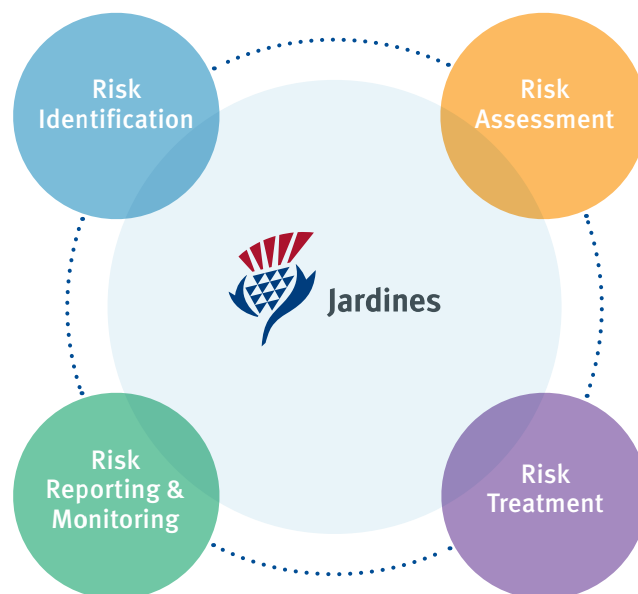 Risk
Identification
Risk
Assessment
Jardines
Risk
Reporting &
Monitoring
Risk
Treatment